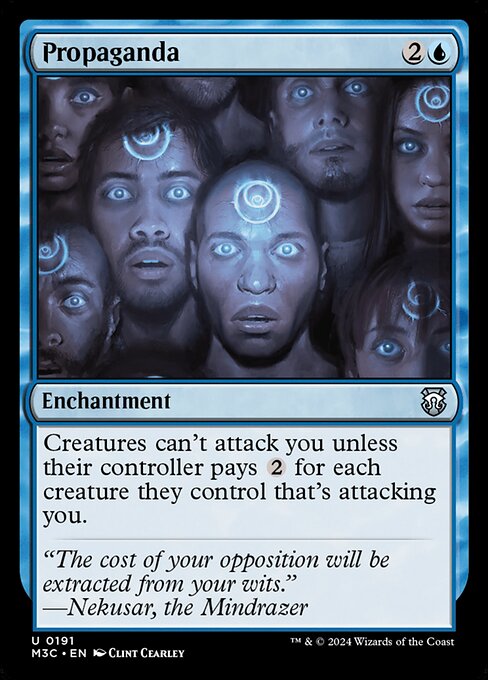 Propaganda 2
Enchantment
Creatures can't attack you unless
their controller pays 2 for each
creature they control that's attacking
you.
“The cost of your opposition will be
extracted from your wits.”
—Nekusar, the Mindrazer
U 0191
M3C • EN Clint Cearley
™ & © 2024 Wizards of the Coast